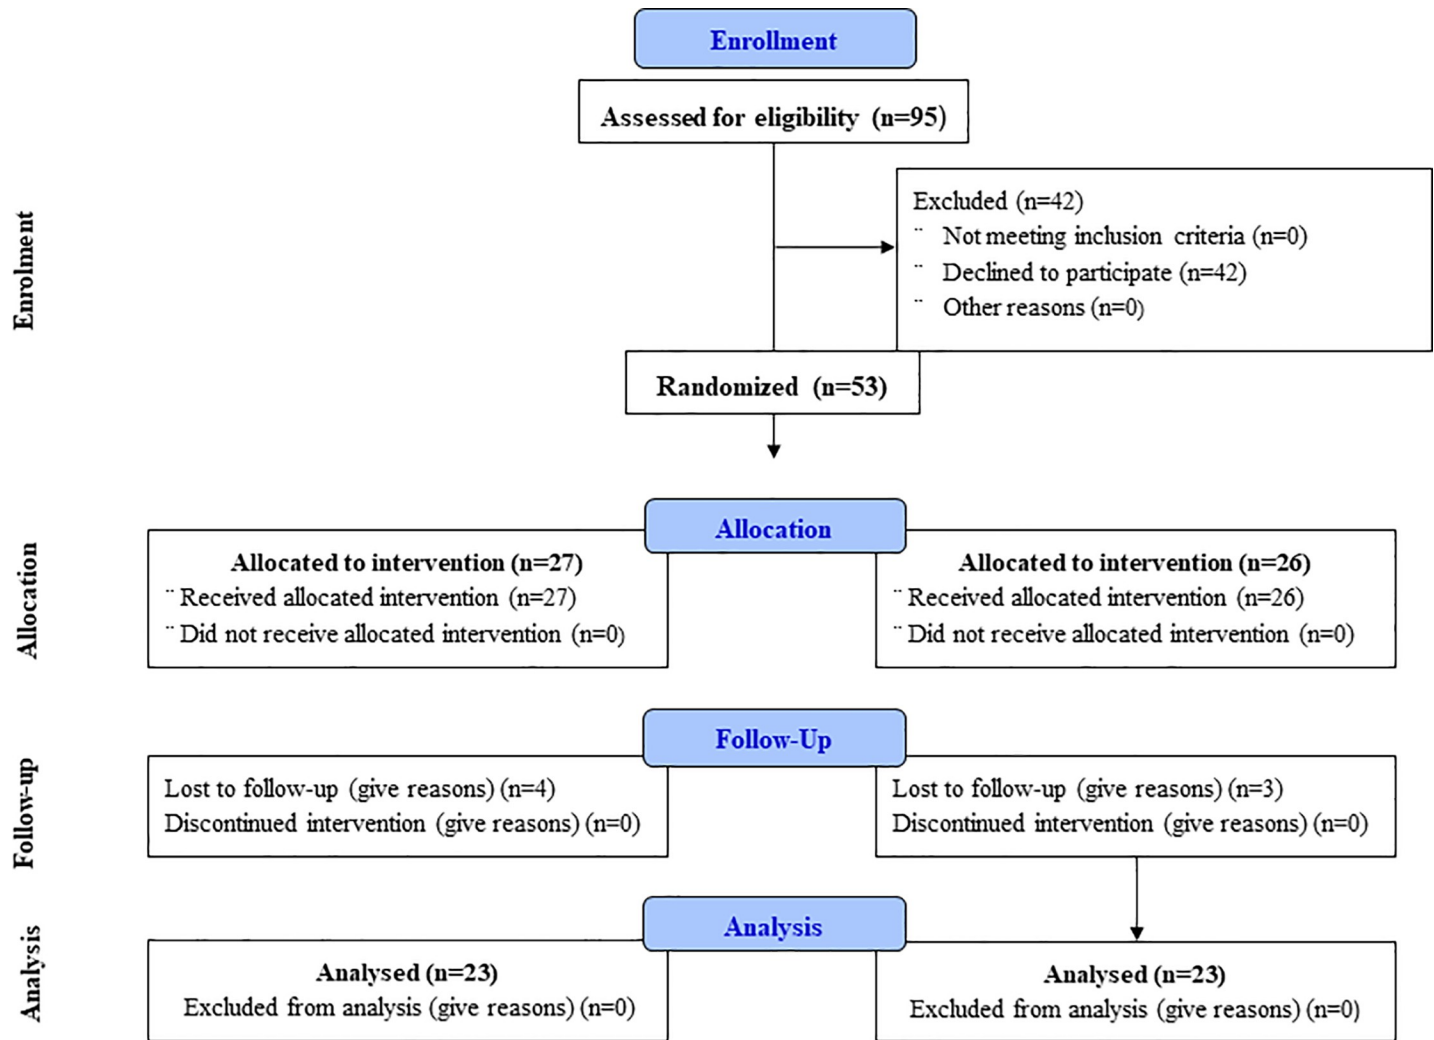 Enrollment
Assessed for eligibility (n=95)
Enrolment
Excluded (n=42)
¨ Not meeting inclusion criteria (n=0)
¨ Declined to participate (n=42)
¨ Other reasons (n=0)
Randomized (n=53)
Allocation
Allocation
Allocated to intervention (n=27)
¨ Received allocated intervention (n=27)
¨ Did not receive allocated intervention (n=0)
Allocated to intervention (n=26)
¨ Received allocated intervention (n=26)
¨ Did not receive allocated intervention (n=0)
Follow-Up
Follow-up
Lost to follow-up (give reasons) (n=4)
Discontinued intervention (give reasons) (n=0)
Lost to follow-up (give reasons) (n=3)
Discontinued intervention (give reasons) (n=0)
Analysis
Analysis
Analysed (n=23)
Excluded from analysis (give reasons) (n=0)
Analysed (n=23)
Excluded from analysis (give reasons) (n=0)